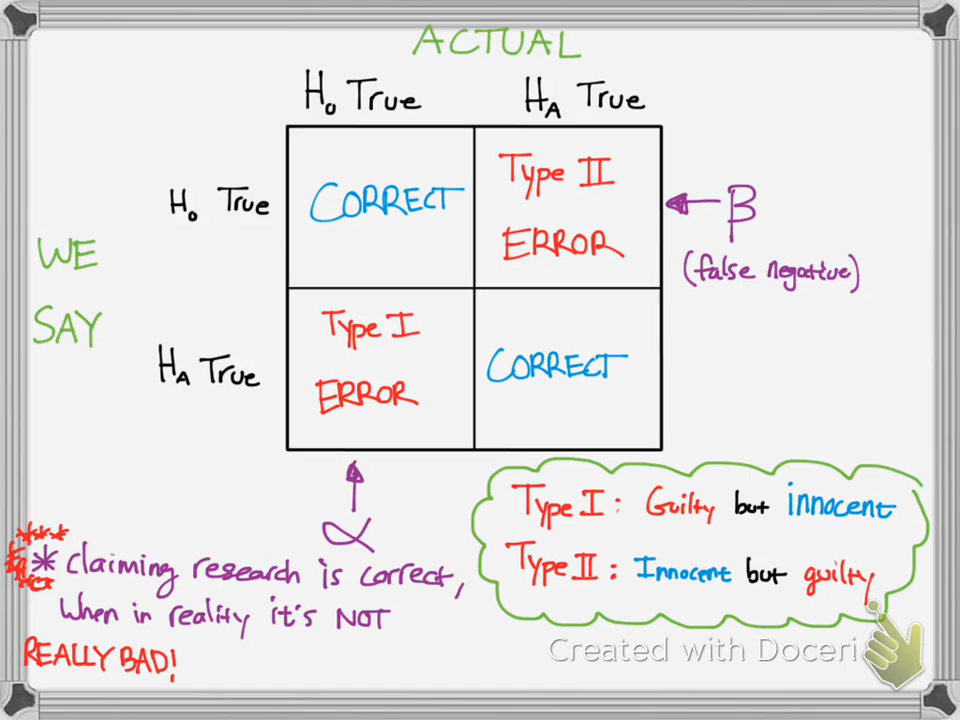 ACTUAL
H₀ True
H_A True
H₀ True
CORRECT
Type II
ERROR
β
(false negative)
WE
SAY
H_A True
Type I
ERROR
CORRECT
α
* Claiming research is correct,
When in reality it's NOT
REALLY BAD!
Type I: Guilty but innocent
Type II: Innocent but guilty
Created with Doceri